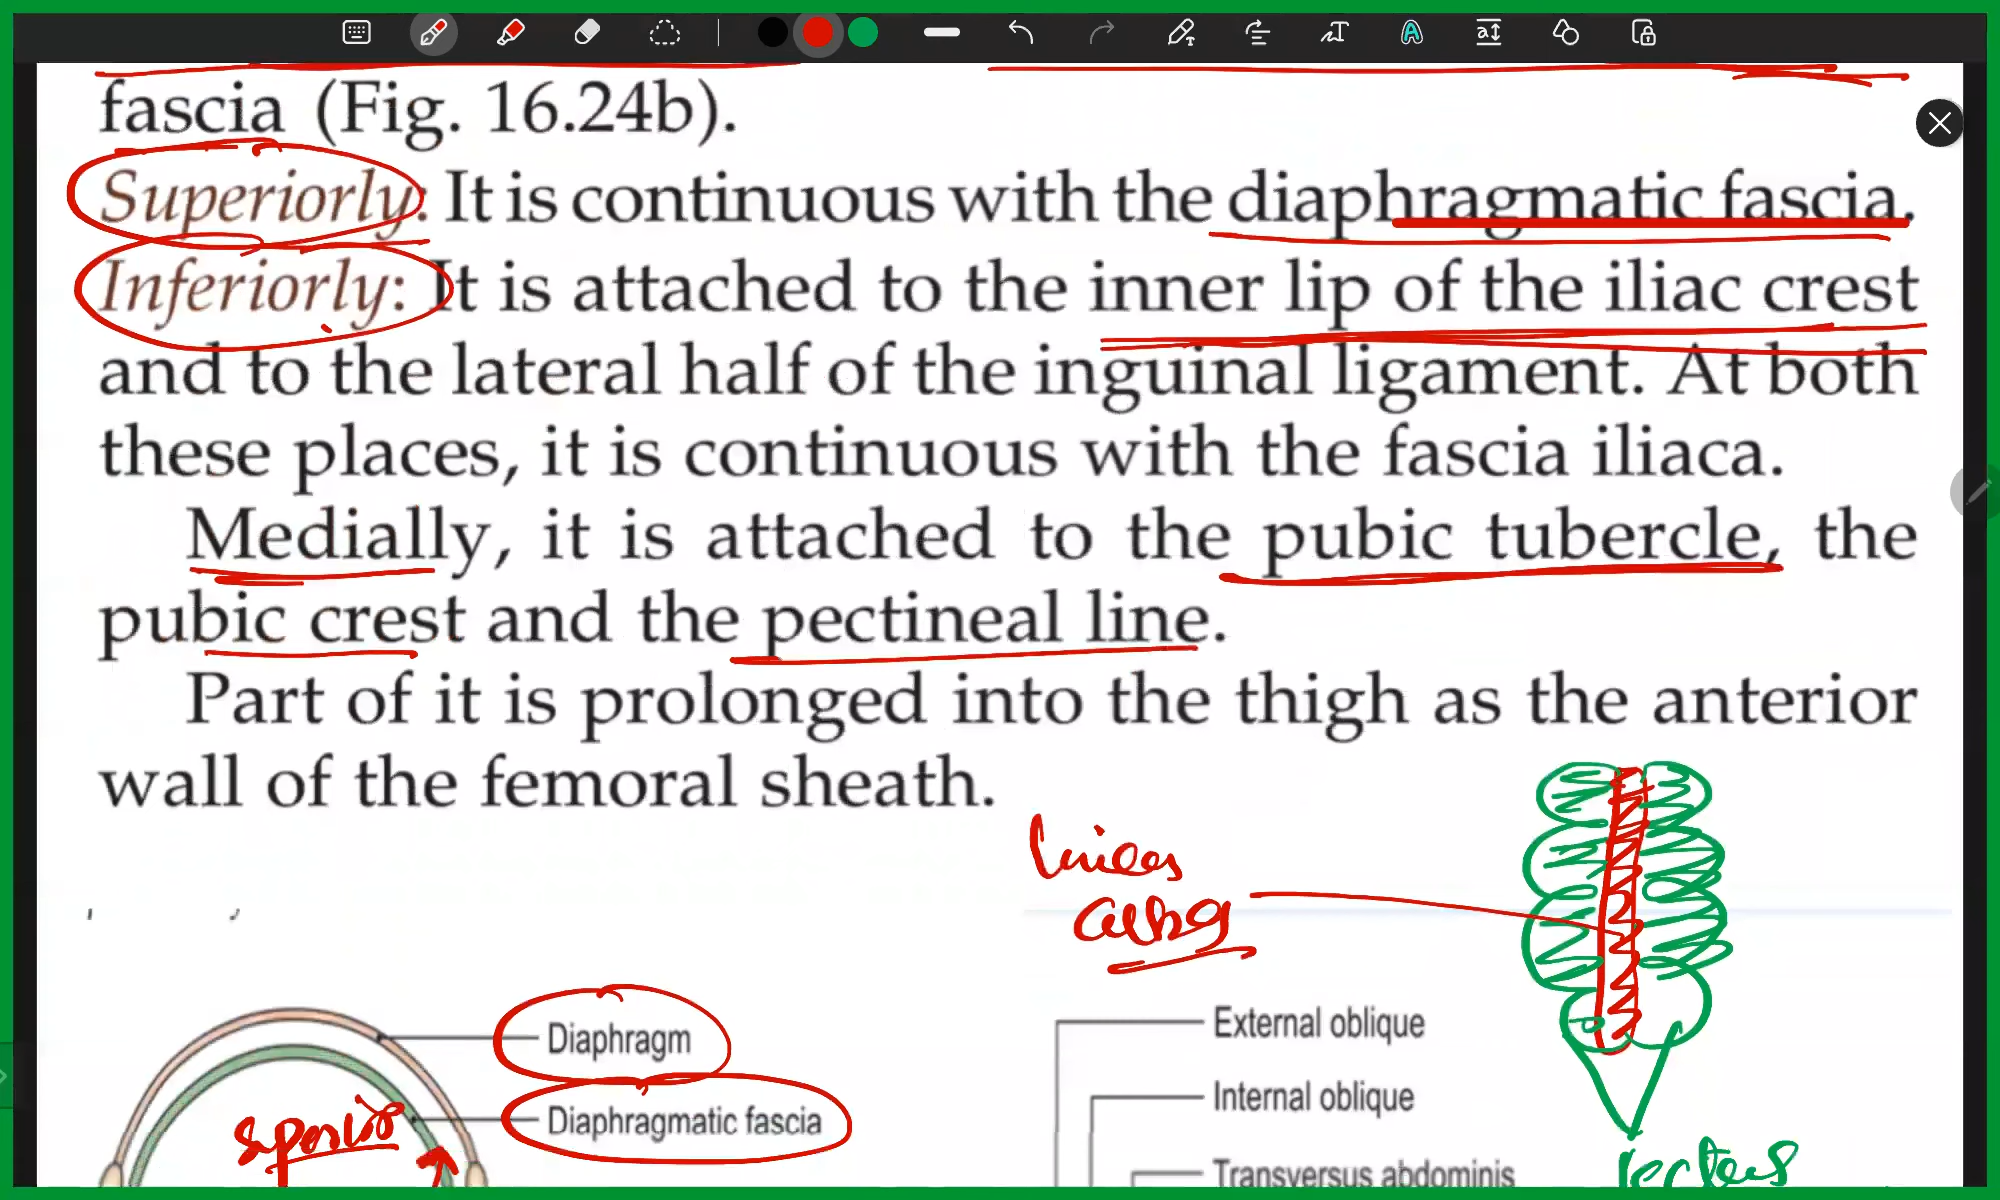 fascia (Fig. 16.24b).
Superiorly: It is continuous with the diaphragmatic fascia.
Inferiorly: It is attached to the inner lip of the iliac crest
and to the lateral half of the inguinal ligament. At both
these places, it is continuous with the fascia iliaca.
Medially, it is attached to the pubic tubercle, the
pubic crest and the pectineal line.
Part of it is prolonged into the thigh as the anterior
wall of the femoral sheath.
linea
alba
Diaphragm
Diaphragmatic fascia
superior
External oblique
Internal oblique
Transversus abdominis
rectus